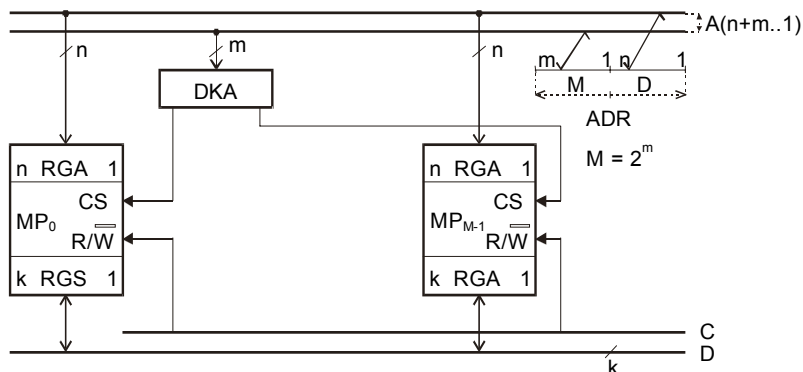 A(n+m..1)
n
m
n
m 1 n 1
M D
DKA
ADR
M = 2^m
n RGA 1
n RGA 1
CS
CS
MP0
MPM-1
R/W̅
R/W̅
k RGS 1
k RGA 1
C
D
k